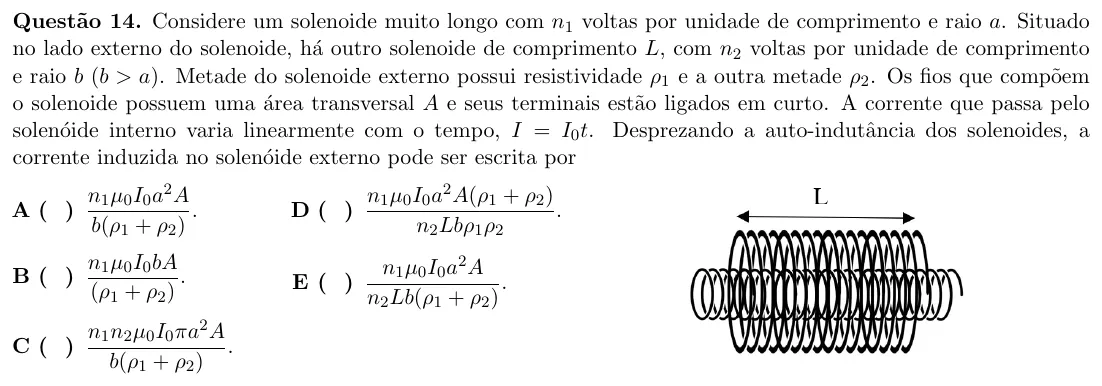 Questão 14. Considere um solenoide muito longo com n₁ voltas por unidade de comprimento e raio a. Situado
no lado externo do solenoide, há outro solenoide de comprimento L, com n₂ voltas por unidade de comprimento
e raio b (b > a). Metade do solenoide externo possui resistividade ρ₁ e a outra metade ρ₂. Os fios que compõem
o solenoide possuem uma área transversal A e seus terminais estão ligados em curto. A corrente que passa pelo
solenóide interno varia linearmente com o tempo, I = I₀t. Desprezando a auto-indutância dos solenoides, a
corrente induzida no solenóide externo pode ser escrita por
A ( ) n₁μ₀I₀a²A / b(ρ₁ + ρ₂).
B ( ) n₁μ₀I₀bA / (ρ₁ + ρ₂).
C ( ) n₁n₂μ₀I₀πa²A / b(ρ₁ + ρ₂).
D ( ) n₁μ₀I₀a²A(ρ₁ + ρ₂) / n₂Lbρ₁ρ₂.
E ( ) n₁μ₀I₀a²A / n₂Lb(ρ₁ + ρ₂).
L